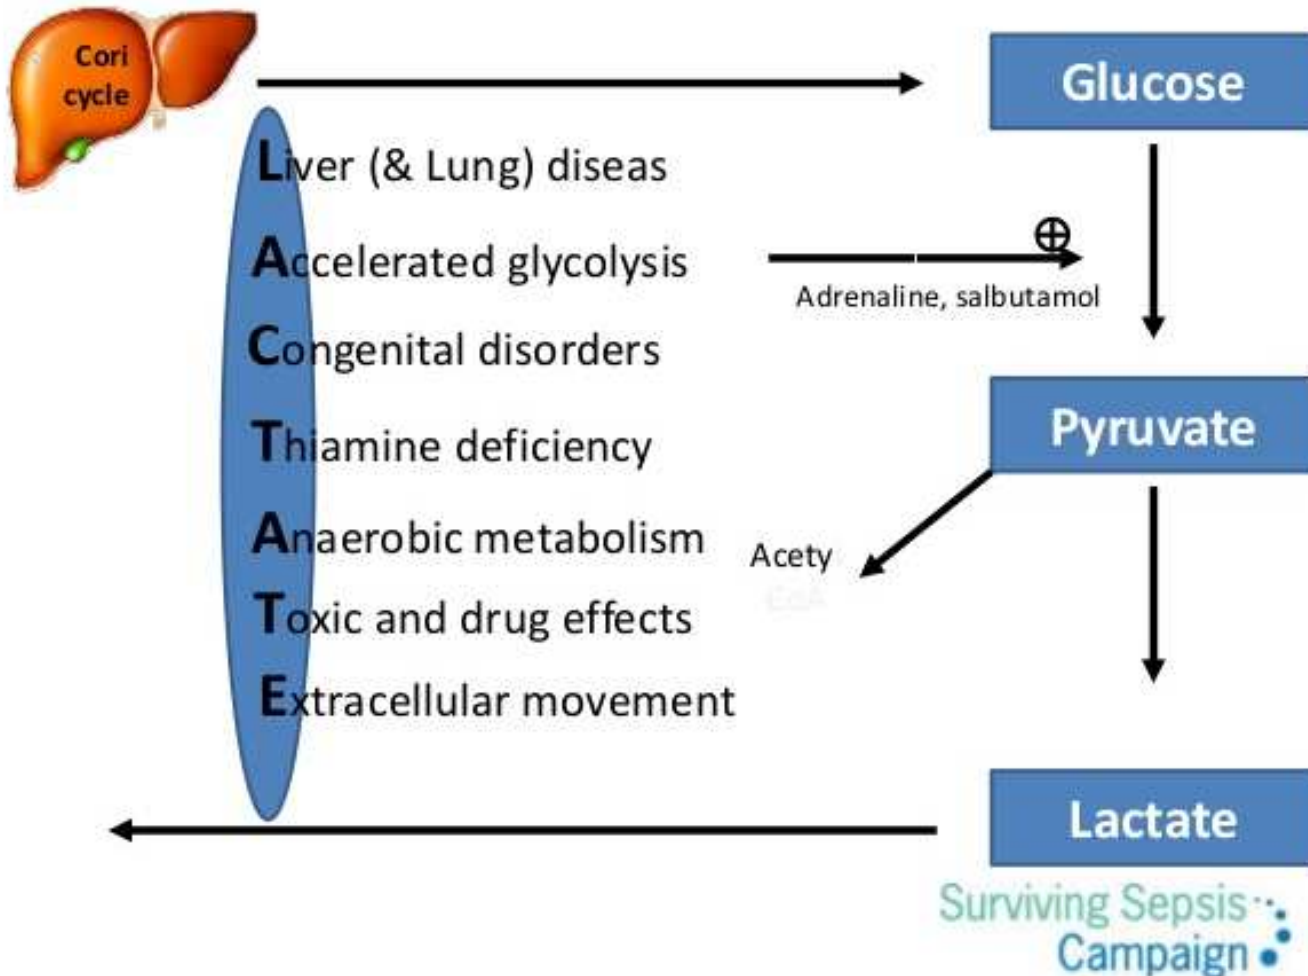 Cori
cycle
Glucose
Liver (& Lung) diseas
Accelerated glycolysis
Adrenaline, salbutamol
Congenital disorders
Pyruvate
Thiamine deficiency
Anaerobic metabolism
Acety
CoA
Toxic and drug effects
Extracellular movement
Lactate
Surviving Sepsis
Campaign